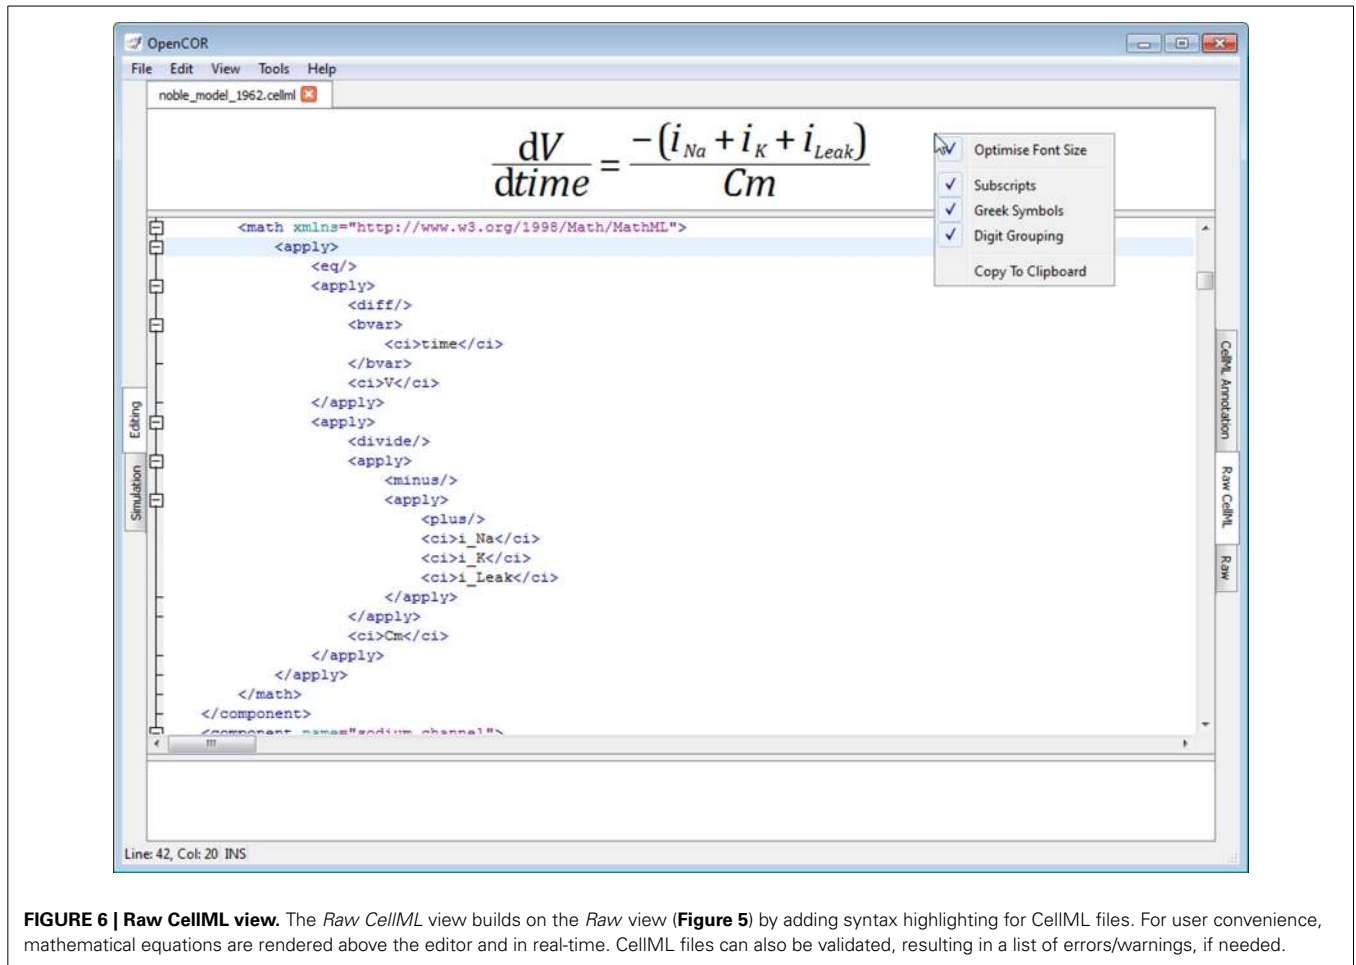 OpenCOR
File Edit View Tools Help
noble_model_1962.cellml
dV/dtime = −(i_Na + i_K + i_Leak)/Cm
Optimise Font Size
Subscripts
Greek Symbols
Digit Grouping
Copy To Clipboard
<math xmlns="http://www.w3.org/1998/Math/MathML">
<apply>
<eq/>
<apply>
<diff/>
<bvar>
<ci>time</ci>
</bvar>
<ci>V</ci>
</apply>
<apply>
<divide/>
<apply>
<minus/>
<apply>
<plus/>
<ci>i_Na</ci>
<ci>i_K</ci>
<ci>i_Leak</ci>
</apply>
</apply>
<ci>Cm</ci>
</apply>
</apply>
</math>
</component>
<component name="sodium_channel">
Editing
Simulation
CellML Annotation
Raw CellML
Raw
Line: 42, Col: 20 INS
FIGURE 6 | Raw CellML view. The Raw CellML view builds on the Raw view (Figure 5) by adding syntax highlighting for CellML files. For user convenience,
mathematical equations are rendered above the editor and in real-time. CellML files can also be validated, resulting in a list of errors/warnings, if needed.